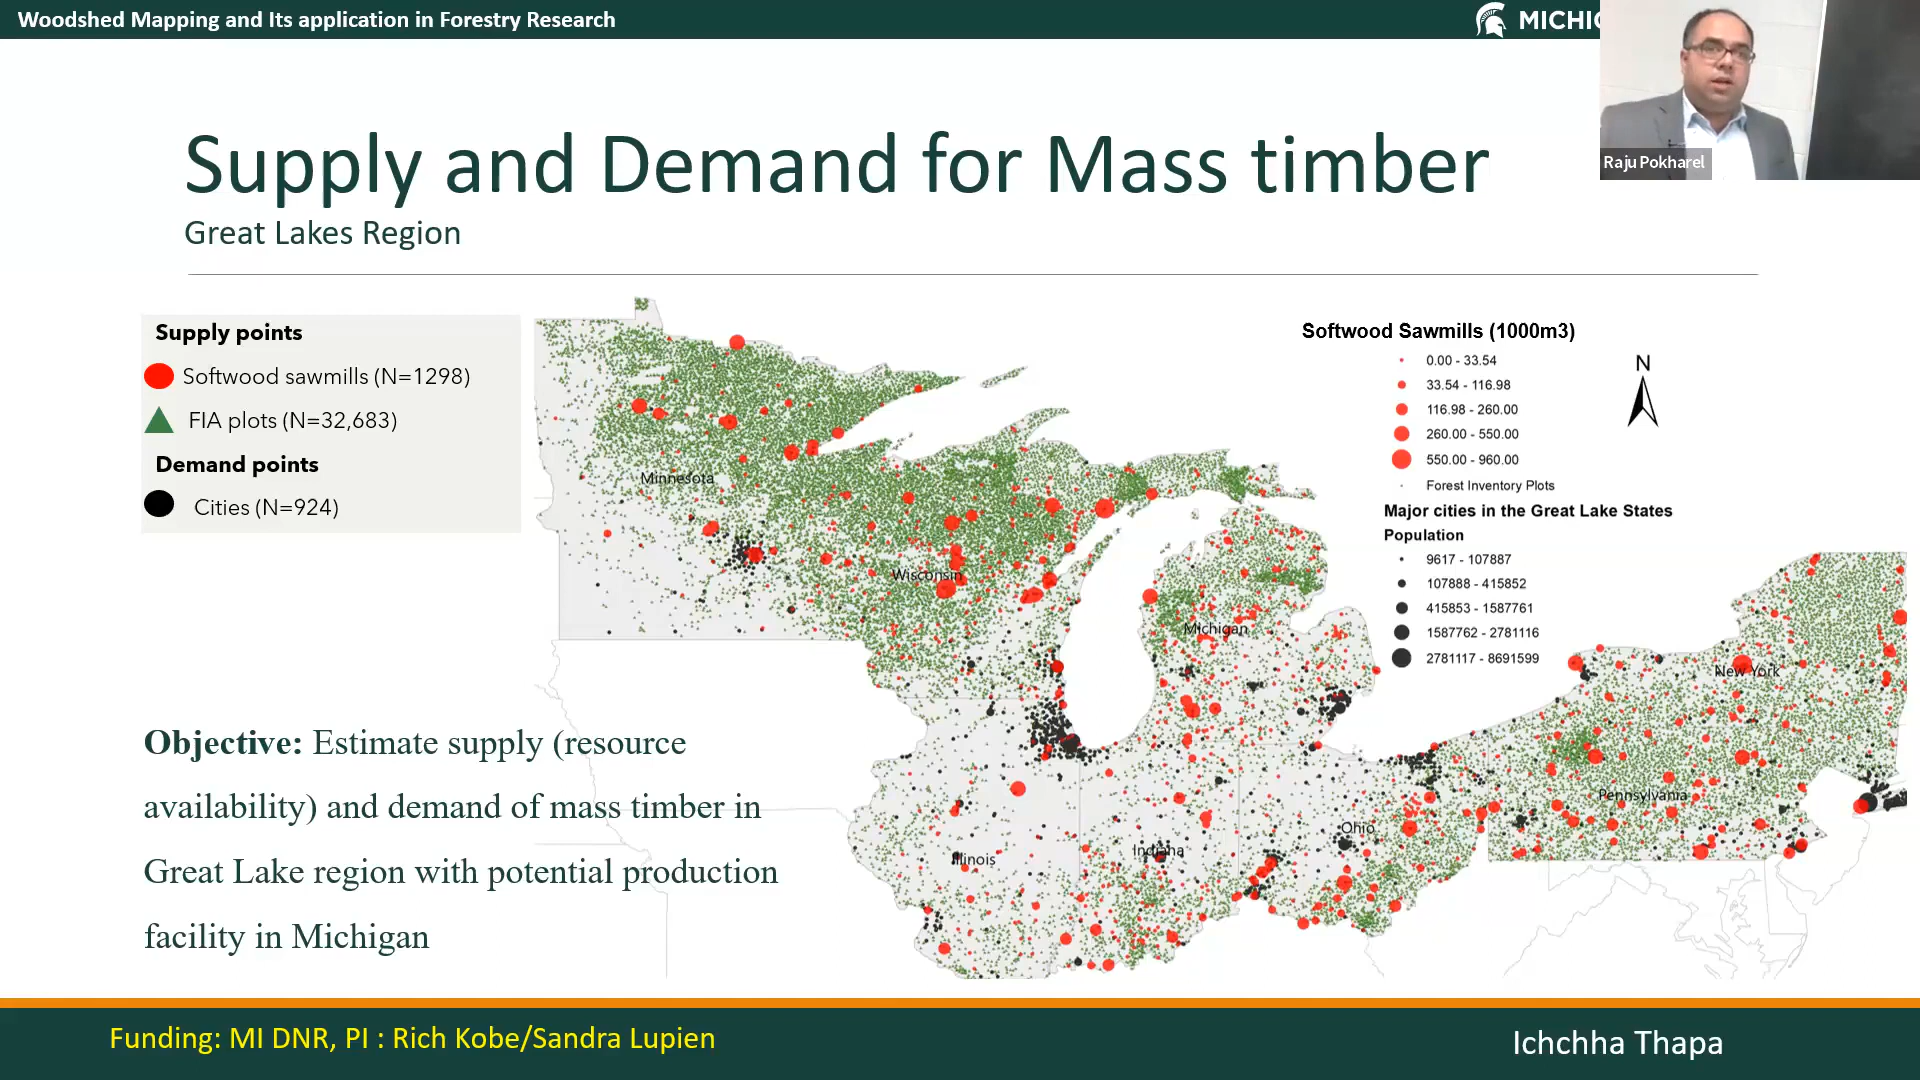 Woodshed Mapping and Its application in Forestry Research
Supply and Demand for Mass timber
Great Lakes Region
Raju Pokharel
Supply points
Softwood sawmills (N=1298)
FIA plots (N=32,683)
Demand points
Cities (N=924)
Objective: Estimate supply (resource
availability) and demand of mass timber in
Great Lake region with potential production
facility in Michigan
Softwood Sawmills (1000m3)
0.00 - 33.54
33.54 - 116.98
116.98 - 260.00
260.00 - 550.00
550.00 - 960.00
Forest Inventory Plots
N
Major cities in the Great Lake States
Population
9617 - 107887
107888 - 415852
415853 - 1587761
1587762 - 2781116
2781117 - 8691599
Minnesota
Wisconsin
Michigan
New York
Pennsylvania
Ohio
Indiana
Illinois
Funding: MI DNR, PI : Rich Kobe/Sandra Lupien
Ichchha Thapa